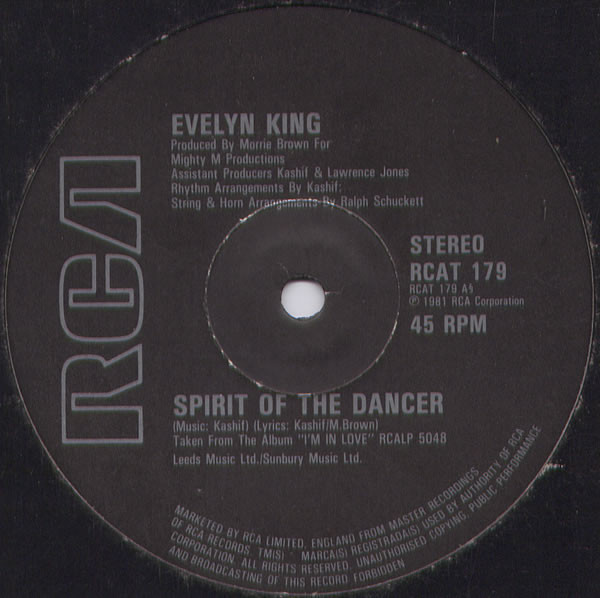 RCA
EVELYN KING
Produced By Morrie Brown For
Mighty M Productions
Assistant Producers Kashif & Lawrence Jones
Rhythm Arrangements By Kashif:
String & Horn Arrangements By Ralph Schuckett
STEREO
RCAT 179
RCAT 179 A§
℗ 1981 RCA Corporation
45 RPM
SPIRIT OF THE DANCER
(Music: Kashif) (Lyrics: Kashif/M.Brown)
Taken From The Album "I'M IN LOVE" RCALP 5048
Leeds Music Ltd./Sunbury Music Ltd.
MARKETED BY RCA LIMITED, ENGLAND FROM MASTER RECORDINGS
OF RCA RECORDS. TM(S) ® MARCA(S) REGISTRADA(S) USED BY AUTHORITY OF RCA
CORPORATION. ALL RIGHTS RESERVED. UNAUTHORISED COPYING, PUBLIC PERFORMANCE
AND BROADCASTING OF THIS RECORD FORBIDDEN